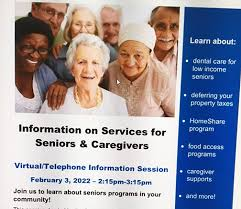 Information on Services for
Seniors & Caregivers
Virtual/Telephone Information Session
February 3, 2022 – 2:15pm-3:15pm
Join us to learn about seniors programs in your
community!
Learn about:
• dental care for
low income
seniors
• deferring your
property taxes
• HomeShare
program
• food access
programs
• caregiver
supports
• and more!